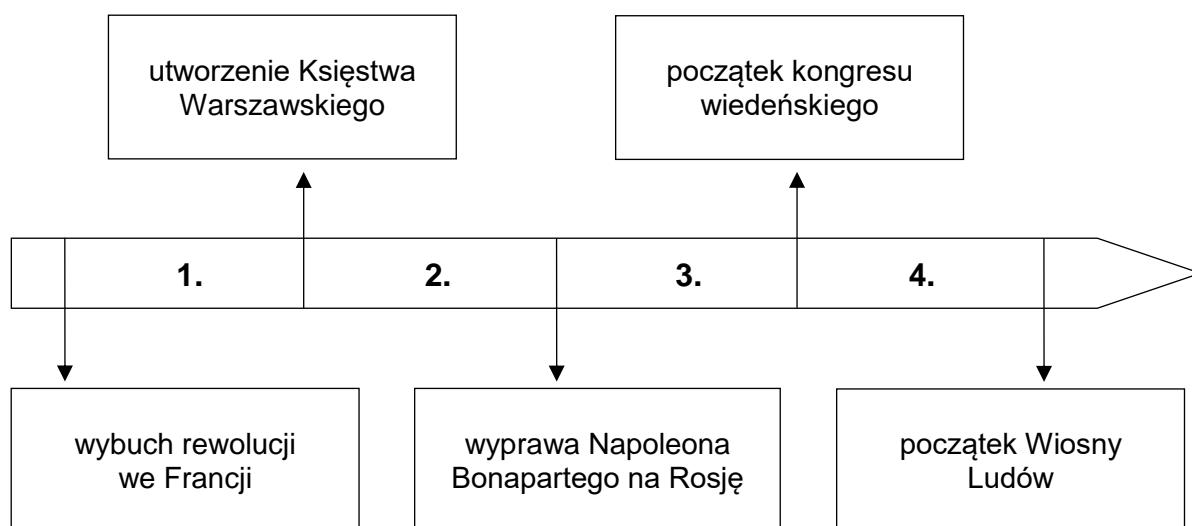 utworzenie Księstwa
Warszawskiego
początek kongresu
wiedeńskiego
1.
2.
3.
4.
wybuch rewolucji
we Francji
wyprawa Napoleona
Bonapartego na Rosję
początek Wiosny
Ludów